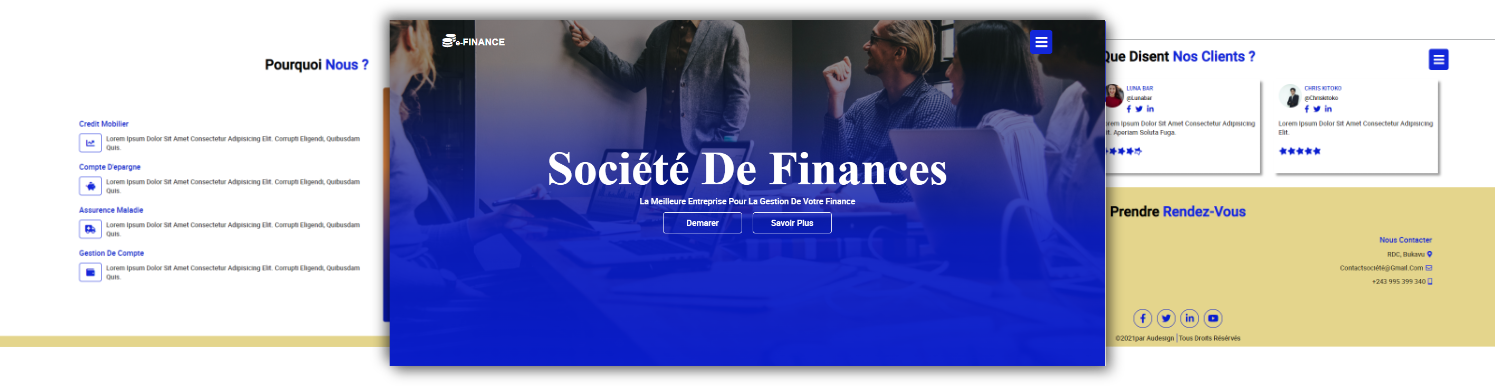 Pourquoi Nous ?
Credit Mobilier
Lorem Ipsum Dolor Sit Amet Consectetur Adipisicing Elit. Corrupti Eligendi, Quibusdam
Quis.
Compte D'epargne
Lorem Ipsum Dolor Sit Amet Consectetur Adipisicing Elit. Corrupti Eligendi, Quibusdam
Quis.
Assurence Maladie
Lorem Ipsum Dolor Sit Amet Consectetur Adipisicing Elit. Corrupti Eligendi, Quibusdam
Quis.
Gestion De Compte
Lorem Ipsum Dolor Sit Amet Consectetur Adipisicing Elit. Corrupti Eligendi, Quibusdam
Quis.
e-FINANCE
Société De Finances
La Meilleure Entreprise Pour La Gestion De Votre Finance
Demarer
Savoir Plus
Que Disent Nos Clients ?
LUNA BAR
@Lunabar
Ipsum Dolor Sit Amet Consectetur Adipisicing
Aperiam Soluta Fuga.
CHRIS KITOKO
@Chriskitoko
Lorem Ipsum Dolor Sit Amet Consectetur Adipisicing
Elit.
Prendre Rendez-Vous
Nous Contacter
RDC, Bukavu
Contactsociété@Gmail.Com
+243 995 399 340
©2021par Audesign | Tous Droits Résérvés